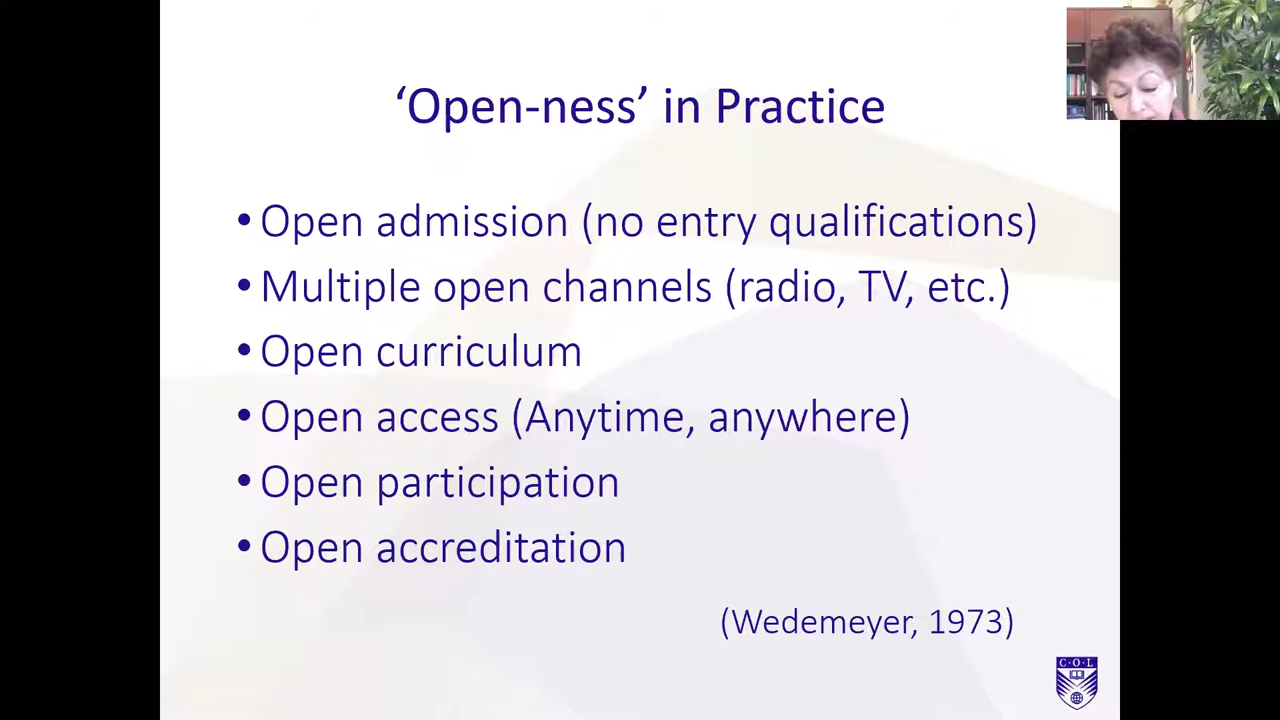 ‘Open-ness’ in Practice
• Open admission (no entry qualifications)
• Multiple open channels (radio, TV, etc.)
• Open curriculum
• Open access (Anytime, anywhere)
• Open participation
• Open accreditation
(Wedemeyer, 1973)
C·O·L